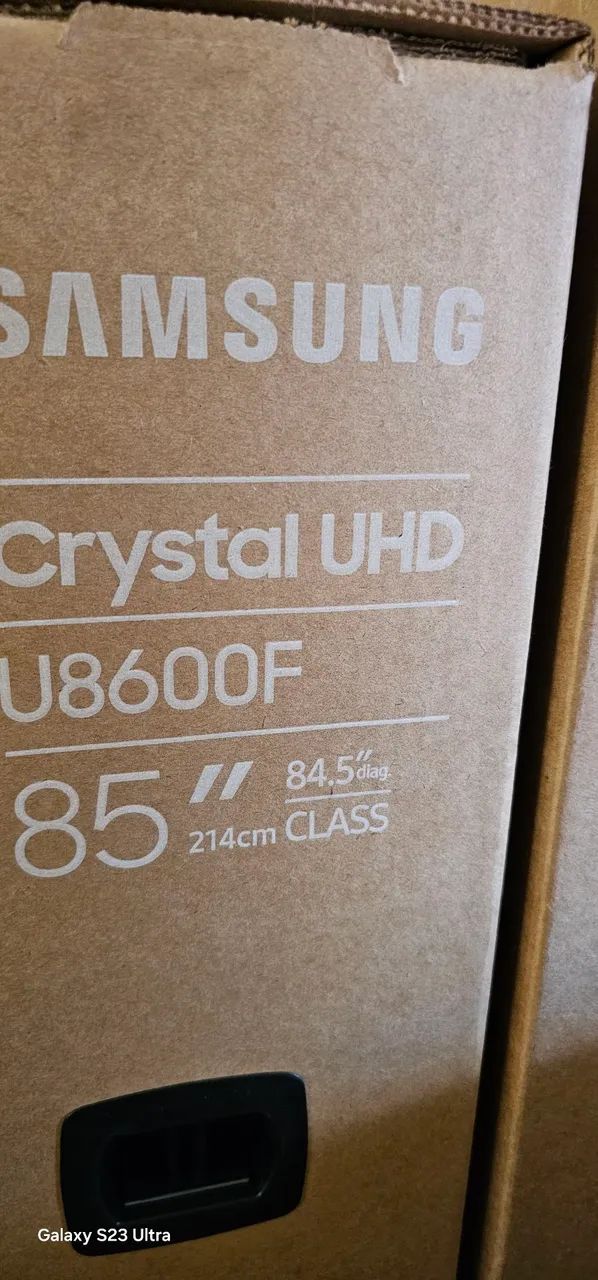 SAMSUNG
Crystal UHD
U8600F
85" 84.5" diag.
214cm CLASS
Galaxy S23 Ultra